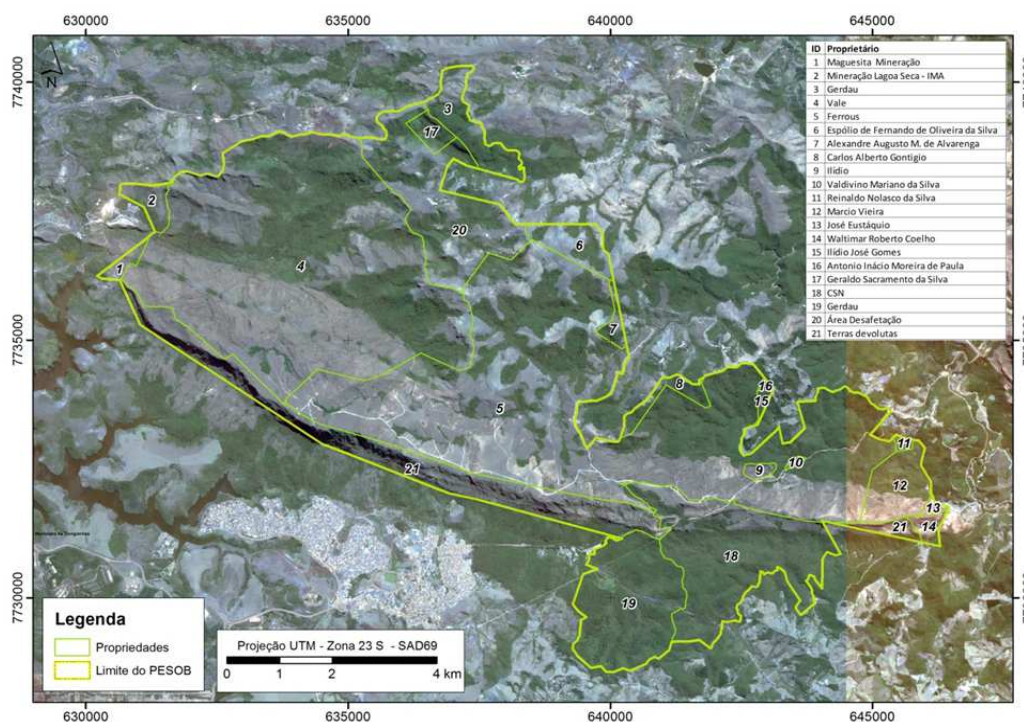 630000 635000 640000 645000
7740000
7735000
7730000
N
ID Proprietário
1 Maguesita Mineração
2 Mineração Lagoa Seca - IMA
3 Gerdau
4 Vale
5 Ferrous
6 Espólio de Fernando de Oliveira da Silva
7 Alexandre Augusto M. de Alvarenga
8 Carlos Alberto Gontigio
9 Ilídio
10 Valdivino Mariano da Silva
11 Reinaldo Nolasco da Silva
12 Marcio Vieira
13 José Eustáquio
14 Waltimar Roberto Coelho
15 Ilídio José Gomes
16 Antonio Inácio Moreira de Paula
17 Geraldo Sacramento da Silva
18 CSN
19 Gerdau
20 Área Desafetação
21 Terras devolutas
3
17
2
20
6
1
4
7
8
16
15
5
11
10
9
12
21
13
21
14
18
19
Legenda
Propriedades
Limite do PESOB
Projeção UTM - Zona 23 S - SAD69
0 1 2 4 km
630000 635000 640000 645000